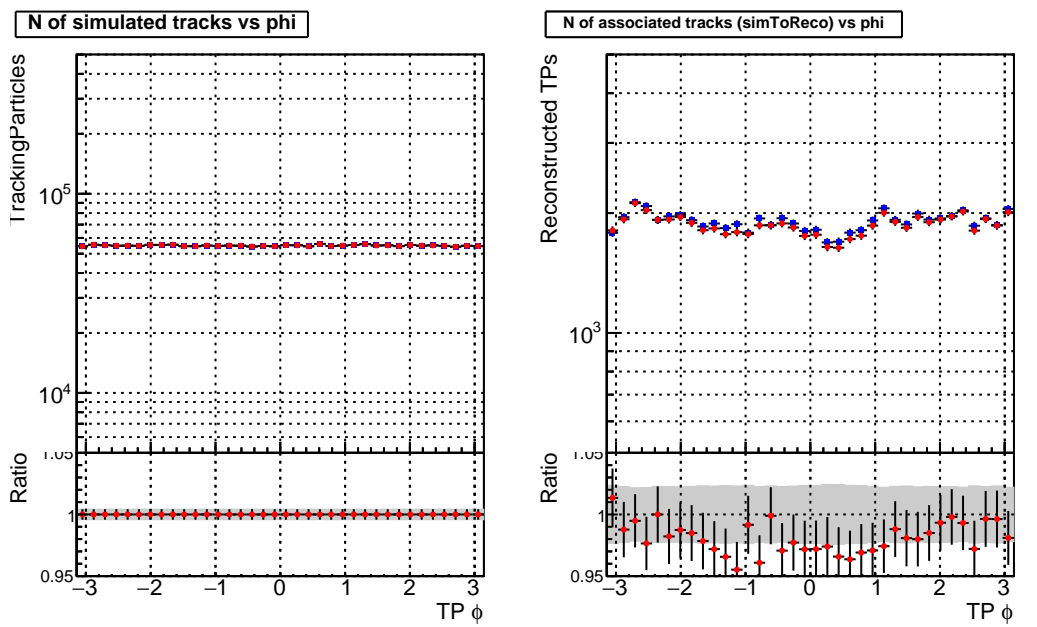 N of simulated tracks vs phi
TrackingParticles
10^5
10^4
1.05
Ratio
1
0.95
−3 −2 −1 0 1 2 3
TP ϕ
N of associated tracks (simToReco) vs phi
Reconstructed TPs
10^3
1.05
Ratio
1
0.95
−3 −2 −1 0 1 2 3
TP ϕ